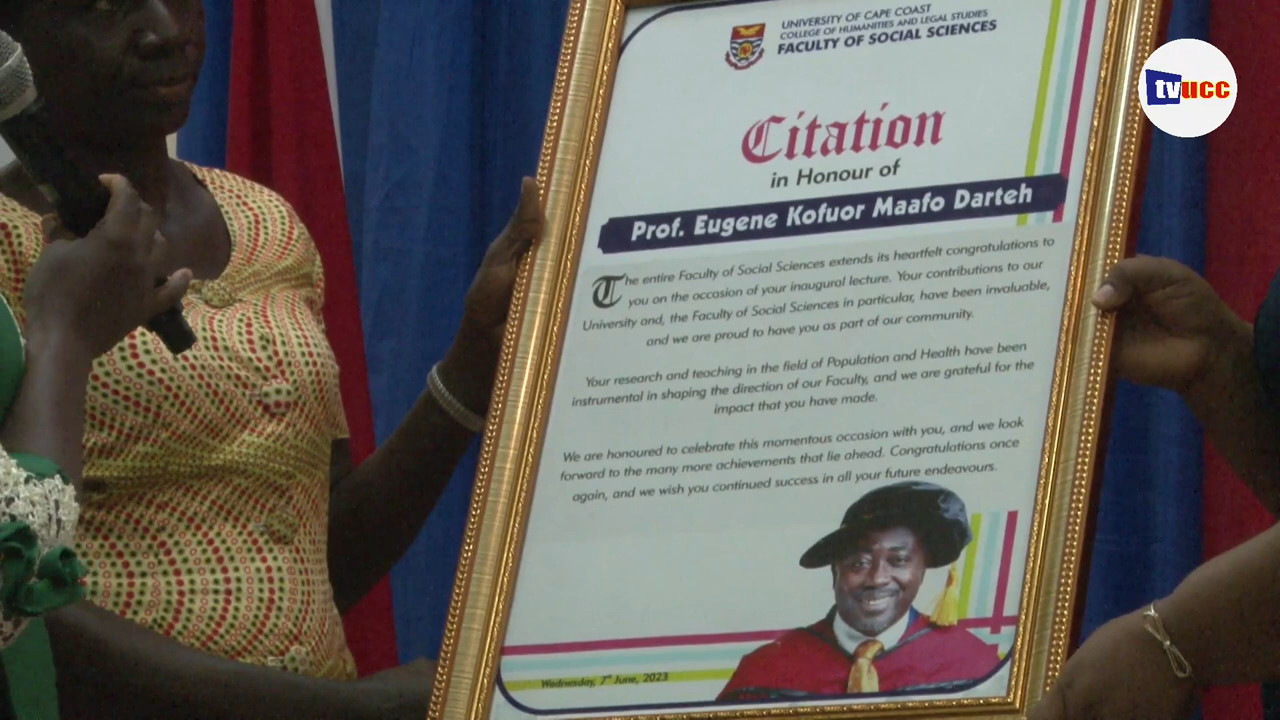 UNIVERSITY OF CAPE COAST
COLLEGE OF HUMANITIES AND LEGAL STUDIES
FACULTY OF SOCIAL SCIENCES
tvucc
Citation
in Honour of
Prof. Eugene Kofuor Maafo Darteh
The entire Faculty of Social Sciences extends its heartfelt congratulations to
you on the occasion of your inaugural lecture. Your contributions to our
University and, the Faculty of Social Sciences in particular, have been invaluable,
and we are proud to have you as part of our community.
Your research and teaching in the field of Population and Health have been
instrumental in shaping the direction of our Faculty, and we are grateful for the
impact that you have made.
We are honoured to celebrate this momentous occasion with you, and we look
forward to the many more achievements that lie ahead. Congratulations once
again, and we wish you continued success in all your future endeavours.
Wednesday, 7th June, 2023